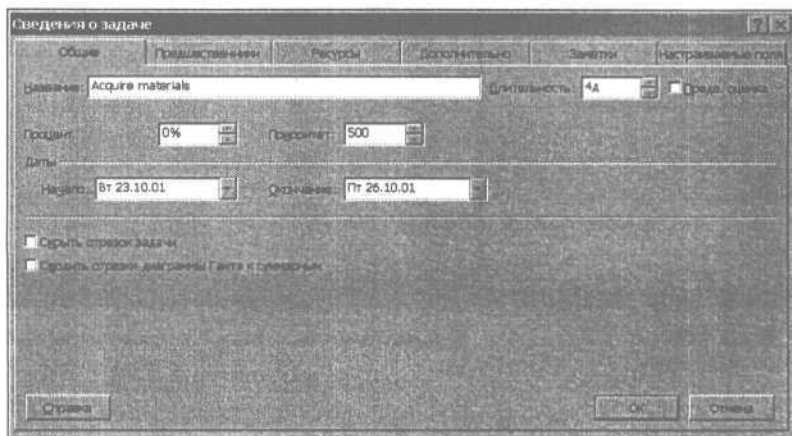 Сведения о задаче
Общие Предшественники Ресурсы Дополнительно Заметки Настраиваемые поля
Название: Acquire materials Длительность: 4д Предв. оценка
Процент: 0% Приоритет: 500
Даты
Начало: Вт 23.10.01 Окончание: Пт 26.10.01
Скрыть отрезок задачи
Сводить отрезки диаграммы Ганта к суммарным
Справка ОК Отмена